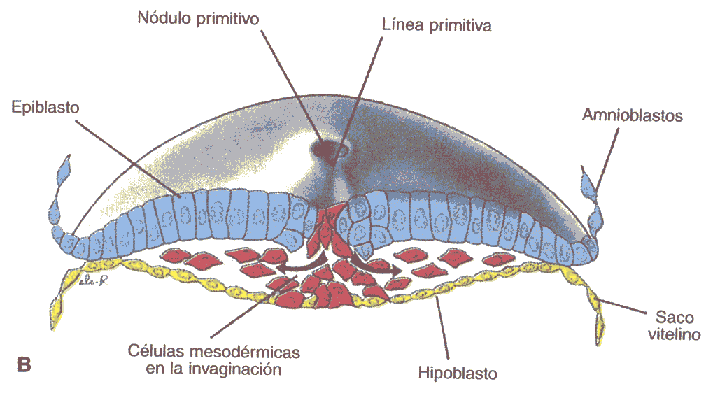 Nódulo primitivo
Línea primitiva
Epiblasto
Amnioblastos
Saco
vitelino
Células mesodérmicas
en la invaginación
Hipoblasto
B